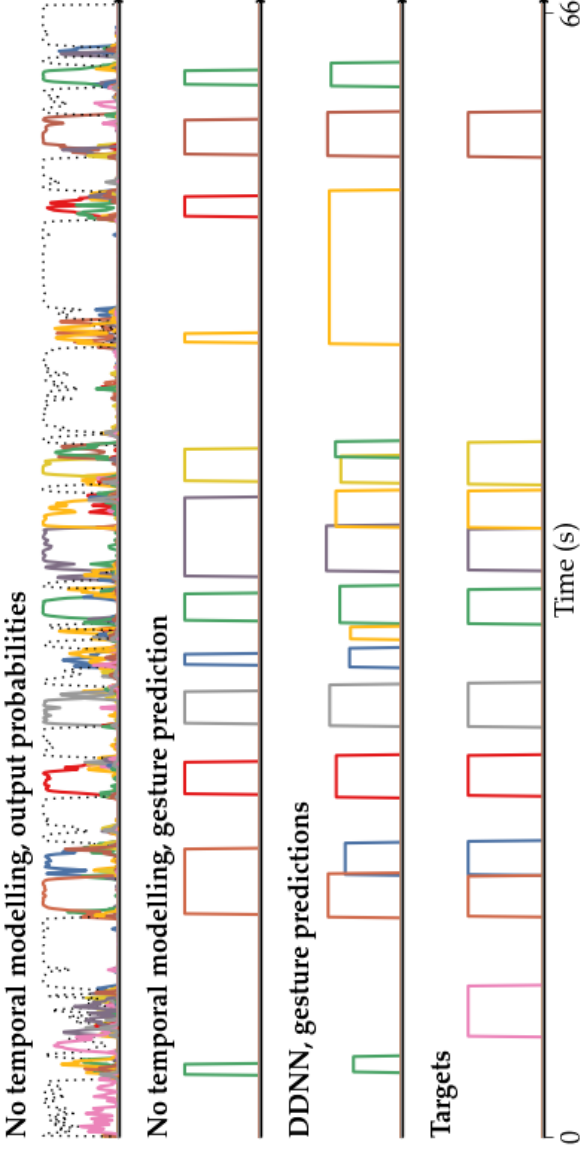 No temporal modelling, output probabilities
No temporal modelling, gesture prediction
DDNN, gesture predictions
Targets
0
Time (s)
66